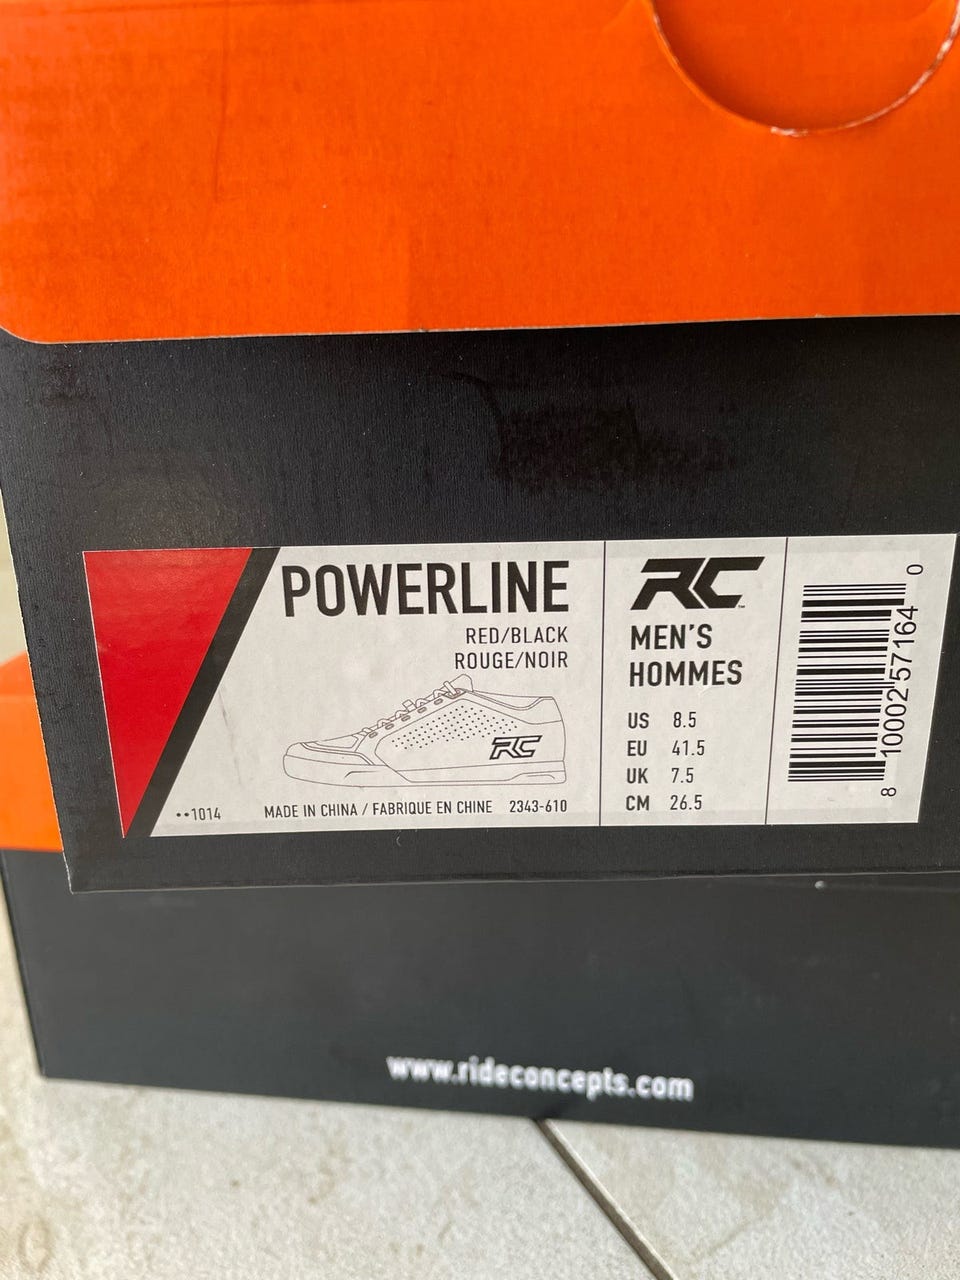 POWERLINE
RED/BLACK
ROUGE/NOIR
RC
••1014
MADE IN CHINA / FABRIQUE EN CHINE 2343-610
RC™
MEN'S
HOMMES
US 8.5
EU 41.5
UK 7.5
CM 26.5
8 10002 57164 0
www.rideconcepts.com